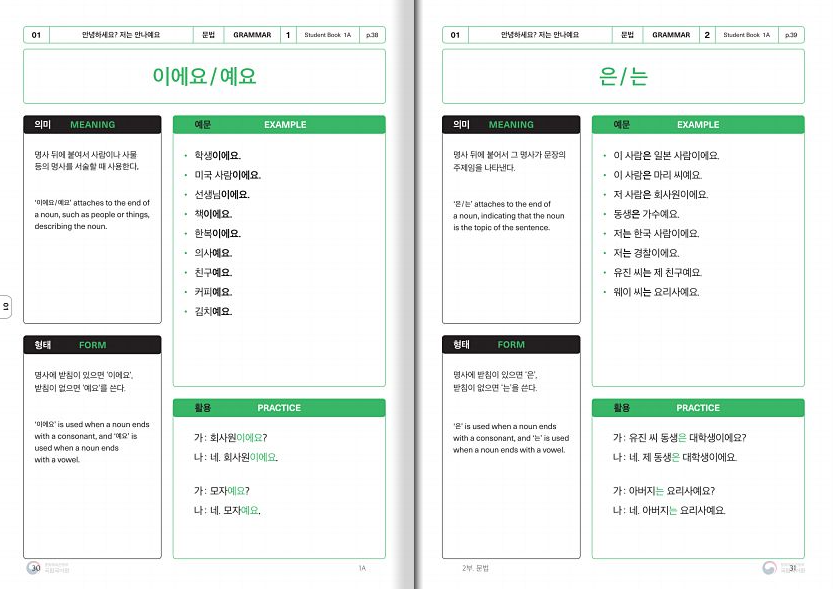 01 안녕하세요? 저는 안나예요 문법 GRAMMAR 1 Student Book 1A p.38
이에요/예요
의미 MEANING
명사 뒤에 붙여서 사람이나 사물
등의 명사를 서술할 때 사용한다.
‘이에요/예요’ attaches to the end of
a noun, such as people or things,
describing the noun.
형태 FORM
명사에 받침이 있으면 ‘이에요’,
받침이 없으면 ‘예요’를 쓴다.
‘이에요’ is used when a noun ends
with a consonant, and ‘예요’ is
used when a noun ends
with a vowel.
예문 EXAMPLE
• 학생이에요.
• 미국 사람이에요.
• 선생님이에요.
• 책이에요.
• 한복이에요.
• 의사예요.
• 친구예요.
• 커피예요.
• 김치예요.
활용 PRACTICE
가: 회사원이에요?
나: 네. 회사원이에요.
가: 모자예요?
나: 네. 모자예요.
01
30
국립국어원
1A
01 안녕하세요? 저는 안나예요 문법 GRAMMAR 2 Student Book 1A p.39
은/는
의미 MEANING
명사 뒤에 붙어서 그 명사가 문장의
주제임을 나타낸다.
‘은/는’ attaches to the end of
a noun, indicating that the noun
is the topic of the sentence.
형태 FORM
명사에 받침이 있으면 ‘은’,
받침이 없으면 ‘는’을 쓴다.
‘은’ is used when a noun ends
with a consonant, and ‘는’ is used
when a noun ends with a vowel.
예문 EXAMPLE
• 이 사람은 일본 사람이에요.
• 이 사람은 마리 씨예요.
• 저 사람은 회사원이에요.
• 동생은 가수예요.
• 저는 한국 사람이에요.
• 저는 경찰이에요.
• 유진 씨는 제 친구예요.
• 웨이 씨는 요리사예요.
활용 PRACTICE
가: 유진 씨 동생은 대학생이에요?
나: 네. 제 동생은 대학생이에요.
가: 아버지는 요리사예요?
나: 네. 아버지는 요리사예요.
2부. 문법
국립국어원
31